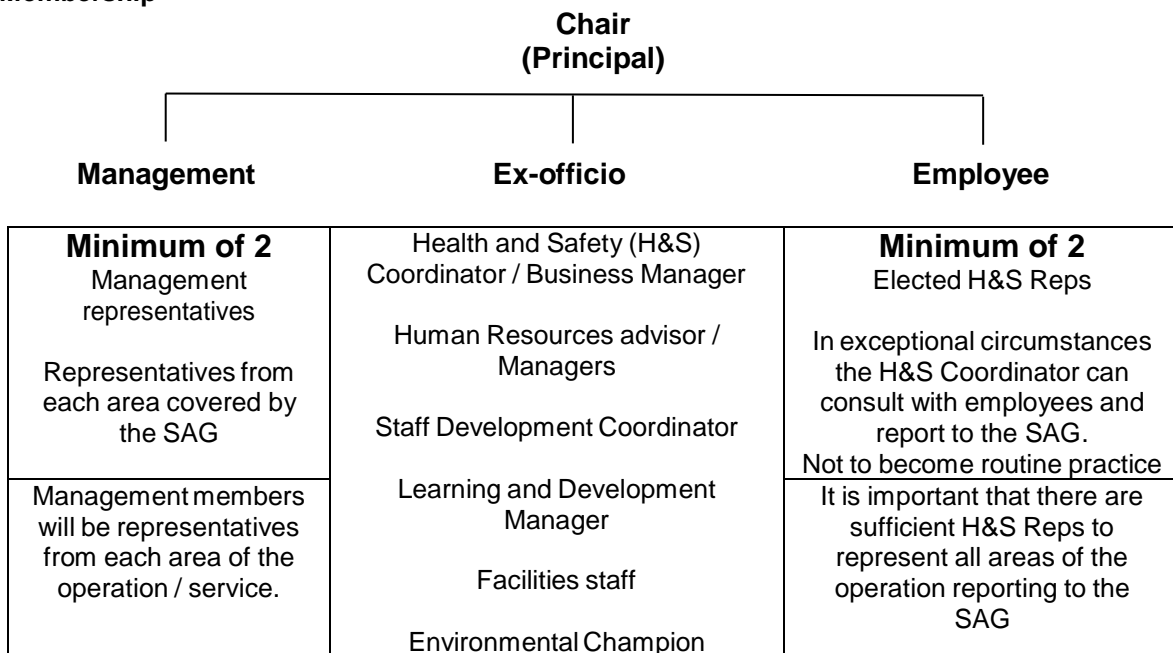 Membership
Chair
(Principal)
Management
Ex-officio
Employee
Minimum of 2
Management
representatives
Representatives from
each area covered by
the SAG
Management members
will be representatives
from each area of the
operation / service.
Health and Safety (H&S)
Coordinator / Business Manager
Human Resources advisor /
Managers
Staff Development Coordinator
Learning and Development
Manager
Facilities staff
Environmental Champion
Minimum of 2
Elected H&S Reps
In exceptional circumstances
the H&S Coordinator can
consult with employees and
report to the SAG.
Not to become routine practice
It is important that there are
sufficient H&S Reps to
represent all areas of the
operation reporting to the
SAG